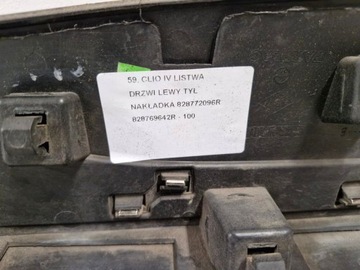 59. CLIO IV LISTWA
DRZWI LEWY TYŁ
NAKŁADKA 828772096R
828769642R - 100